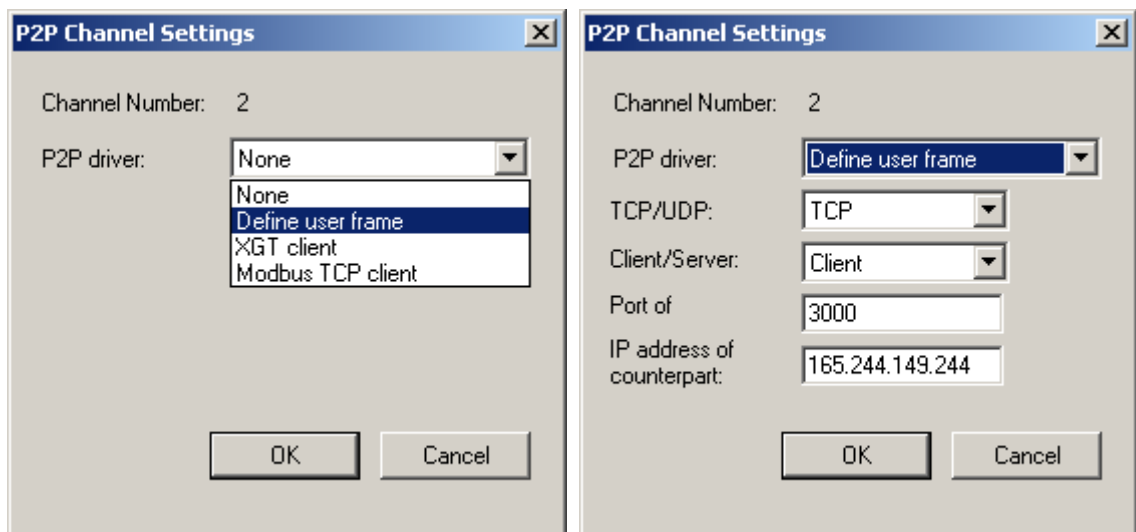 P2P Channel Settings
Channel Number: 2
P2P driver: None
None
Define user frame
XGT client
Modbus TCP client
OK Cancel
P2P Channel Settings
Channel Number: 2
P2P driver: Define user frame
TCP/UDP: TCP
Client/Server: Client
Port of 3000
IP address of
counterpart: 165.244.149.244
OK Cancel